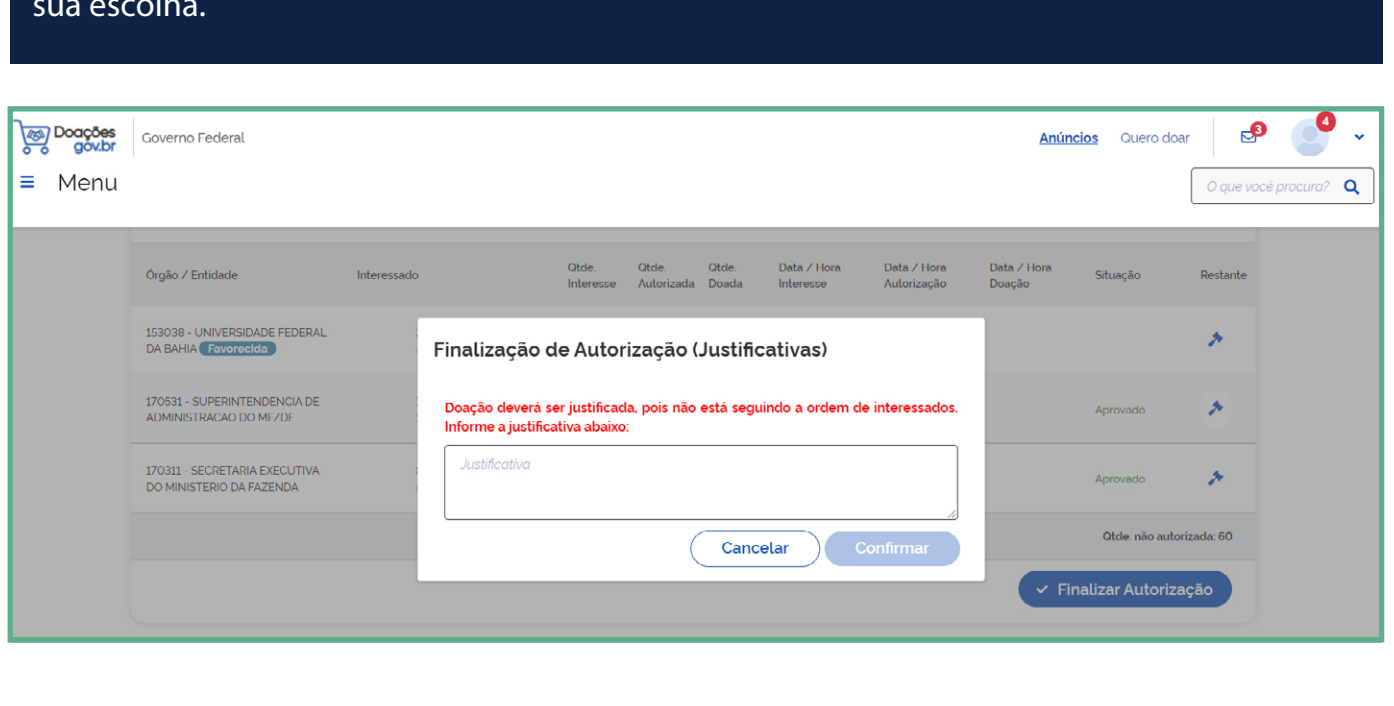 sua escolha.
Doações
gov.br
Governo Federal
Anúncios
Quero doar
3
4
Menu
O que você procura?
Órgão / Entidade
Interessado
Qtde.
Interesse
Qtde.
Autorizada
Qtde.
Doada
Data / Hora
Interesse
Data / Hora
Autorização
Data / Hora
Doação
Situação
Restante
153038 - UNIVERSIDADE FEDERAL
DA BAHIA Favorecida
170531 - SUPERINTENDENCIA DE
ADMINISTRACAO DO MF/DF
Aprovado
170311 - SECRETARIA EXECUTIVA
DO MINISTERIO DA FAZENDA
Aprovado
Qtde. não autorizada: 60
Finalizar Autorização
Finalização de Autorização (Justificativas)
Doação deverá ser justificada, pois não está seguindo a ordem de interessados.
Informe a justificativa abaixo:
Justificativa
Cancelar
Confirmar